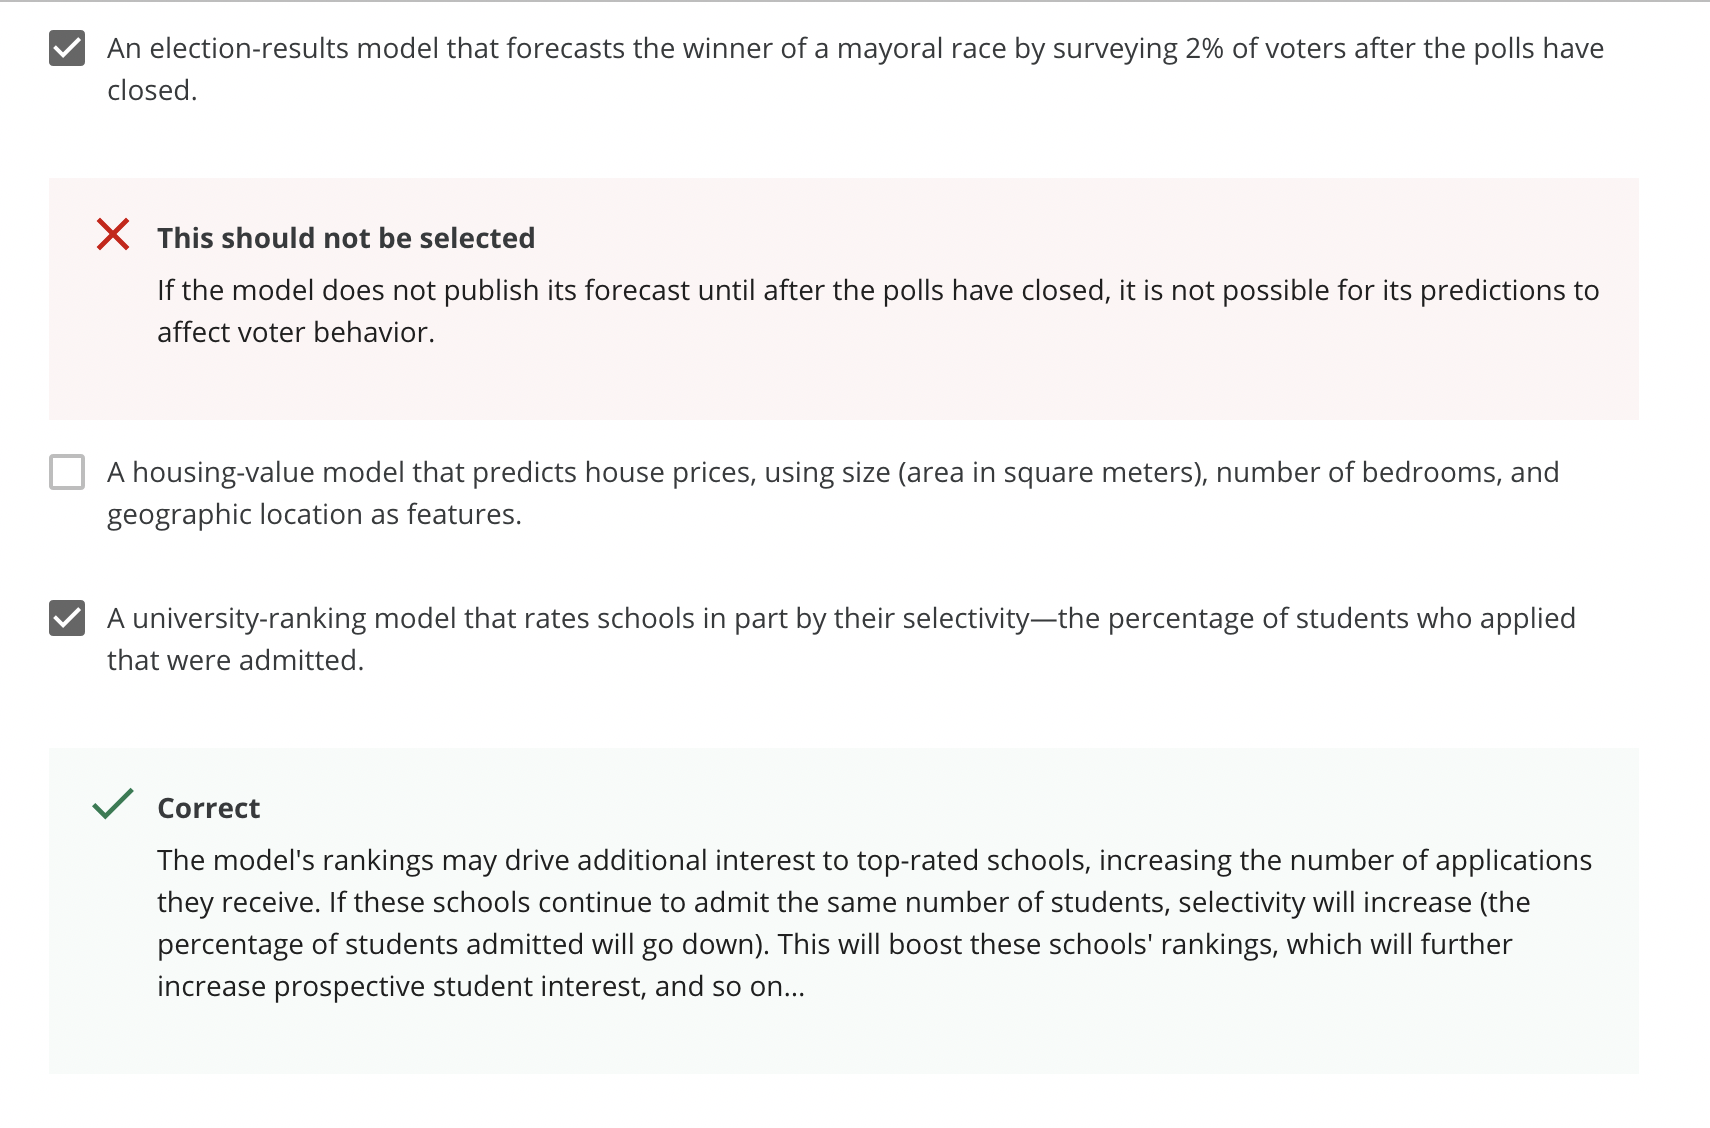 An election-results model that forecasts the winner of a mayoral race by surveying 2% of voters after the polls have
closed.
This should not be selected
If the model does not publish its forecast until after the polls have closed, it is not possible for its predictions to
affect voter behavior.
A housing-value model that predicts house prices, using size (area in square meters), number of bedrooms, and
geographic location as features.
A university-ranking model that rates schools in part by their selectivity—the percentage of students who applied
that were admitted.
Correct
The model's rankings may drive additional interest to top-rated schools, increasing the number of applications
they receive. If these schools continue to admit the same number of students, selectivity will increase (the
percentage of students admitted will go down). This will boost these schools' rankings, which will further
increase prospective student interest, and so on...